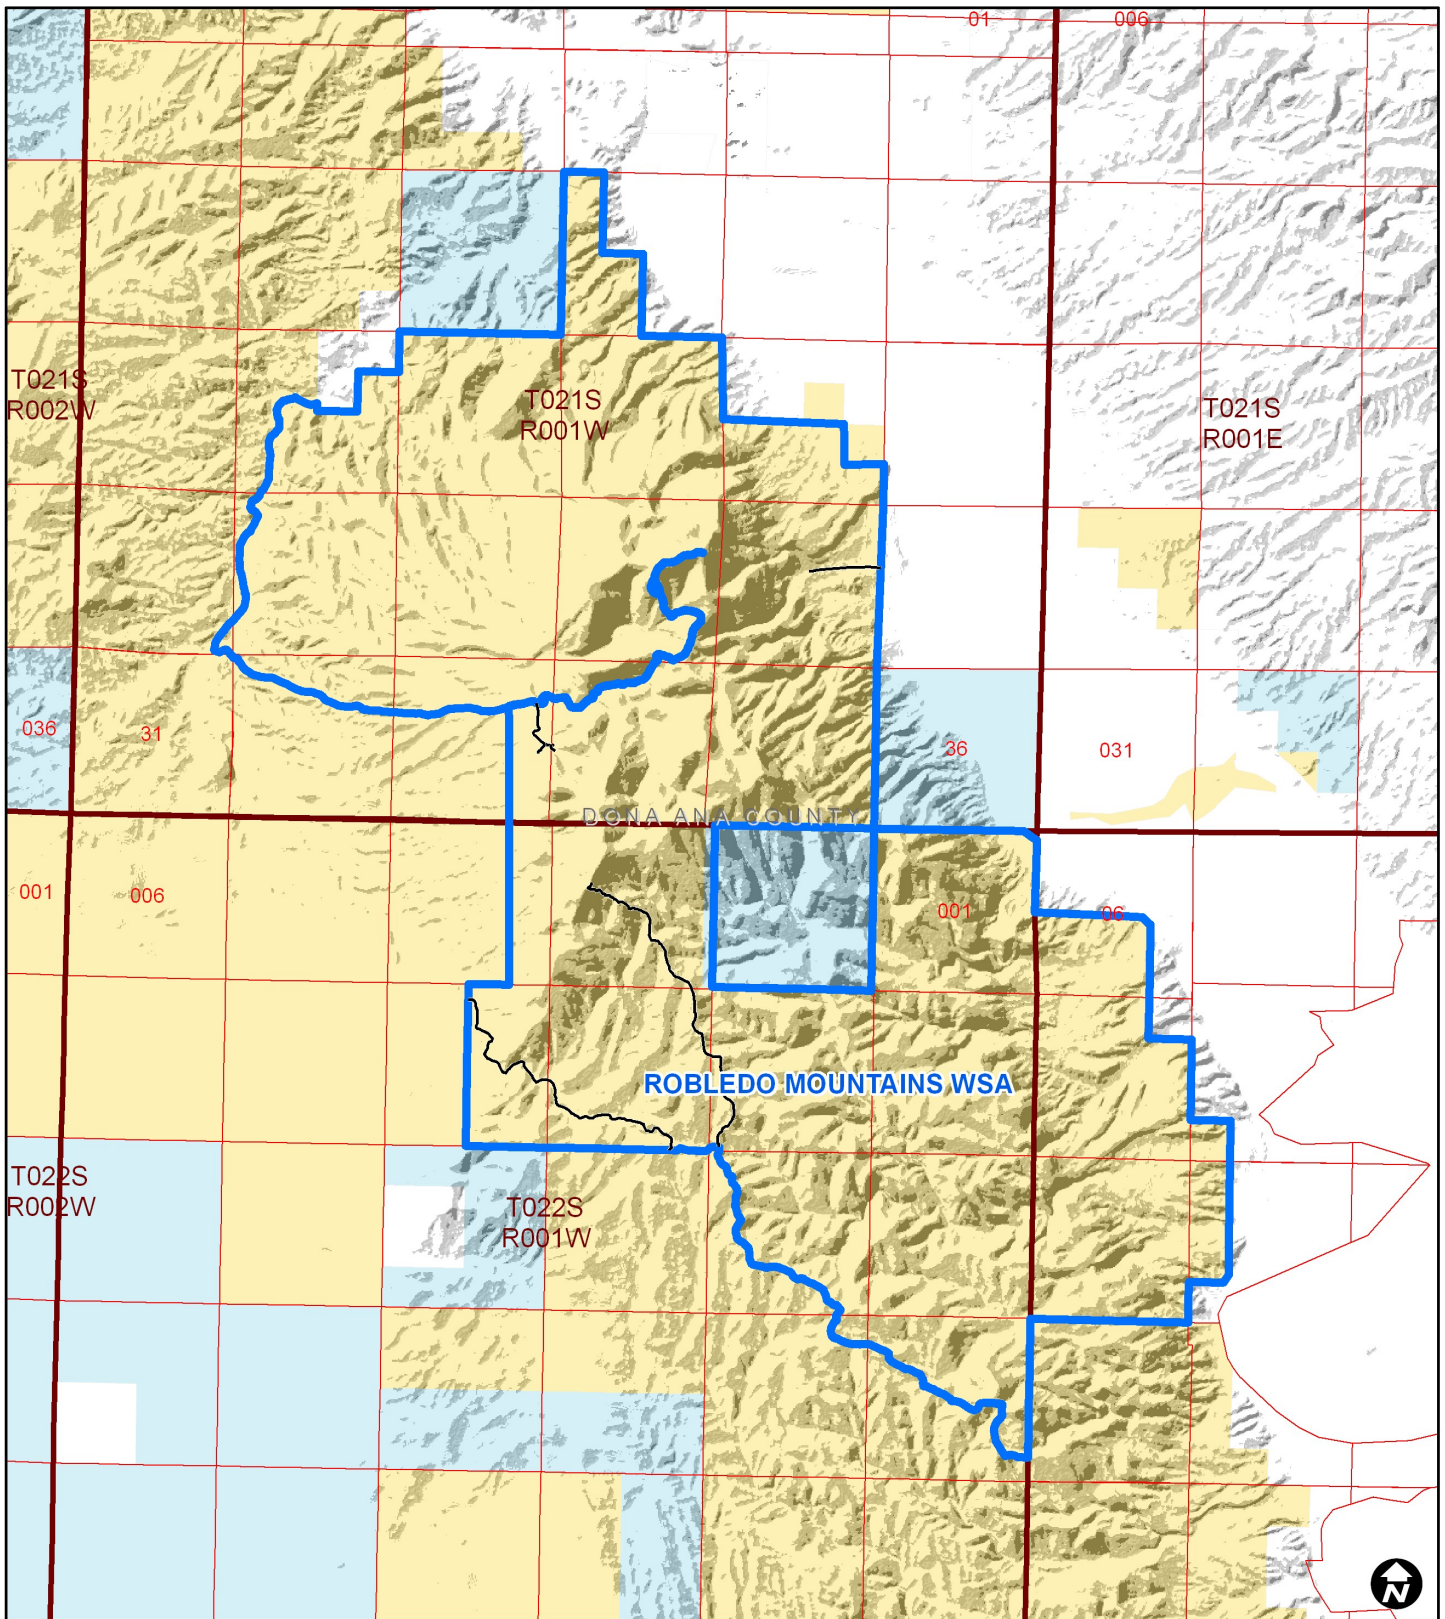 01
006
T021S
R002W
T021S
R001W
T021S
R001E
036
31
36
031
DONA ANA COUNTY
001
006
001
06
ROBLEDO MOUNTAINS WSA
T022S
R002W
T022S
R001W
N